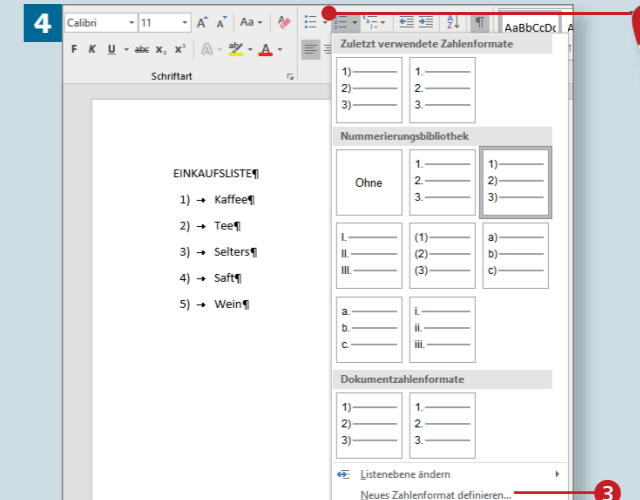 4
Calibri 11 A A Aa
AaBbCcDc A
F K U abc x₂ x² A aby A
Schriftart
Zuletzt verwendete Zahlenformate
1) 1.
2) 2.
3) 3.
Nummerierungsbibliothek
Ohne
1. 1)
2. 2)
3. 3)
I. (1) a)
II. (2) b)
III. (3) c)
a. i.
b. ii.
c. iii.
Dokumentzahlenformate
1) 1.
2) 2.
3) 3.
Listenebene ändern
Neues Zahlenformat definieren...
3
EINKAUFSLISTE¶
1) → Kaffee¶
2) → Tee¶
3) → Selters¶
4) → Saft¶
5) → Wein¶